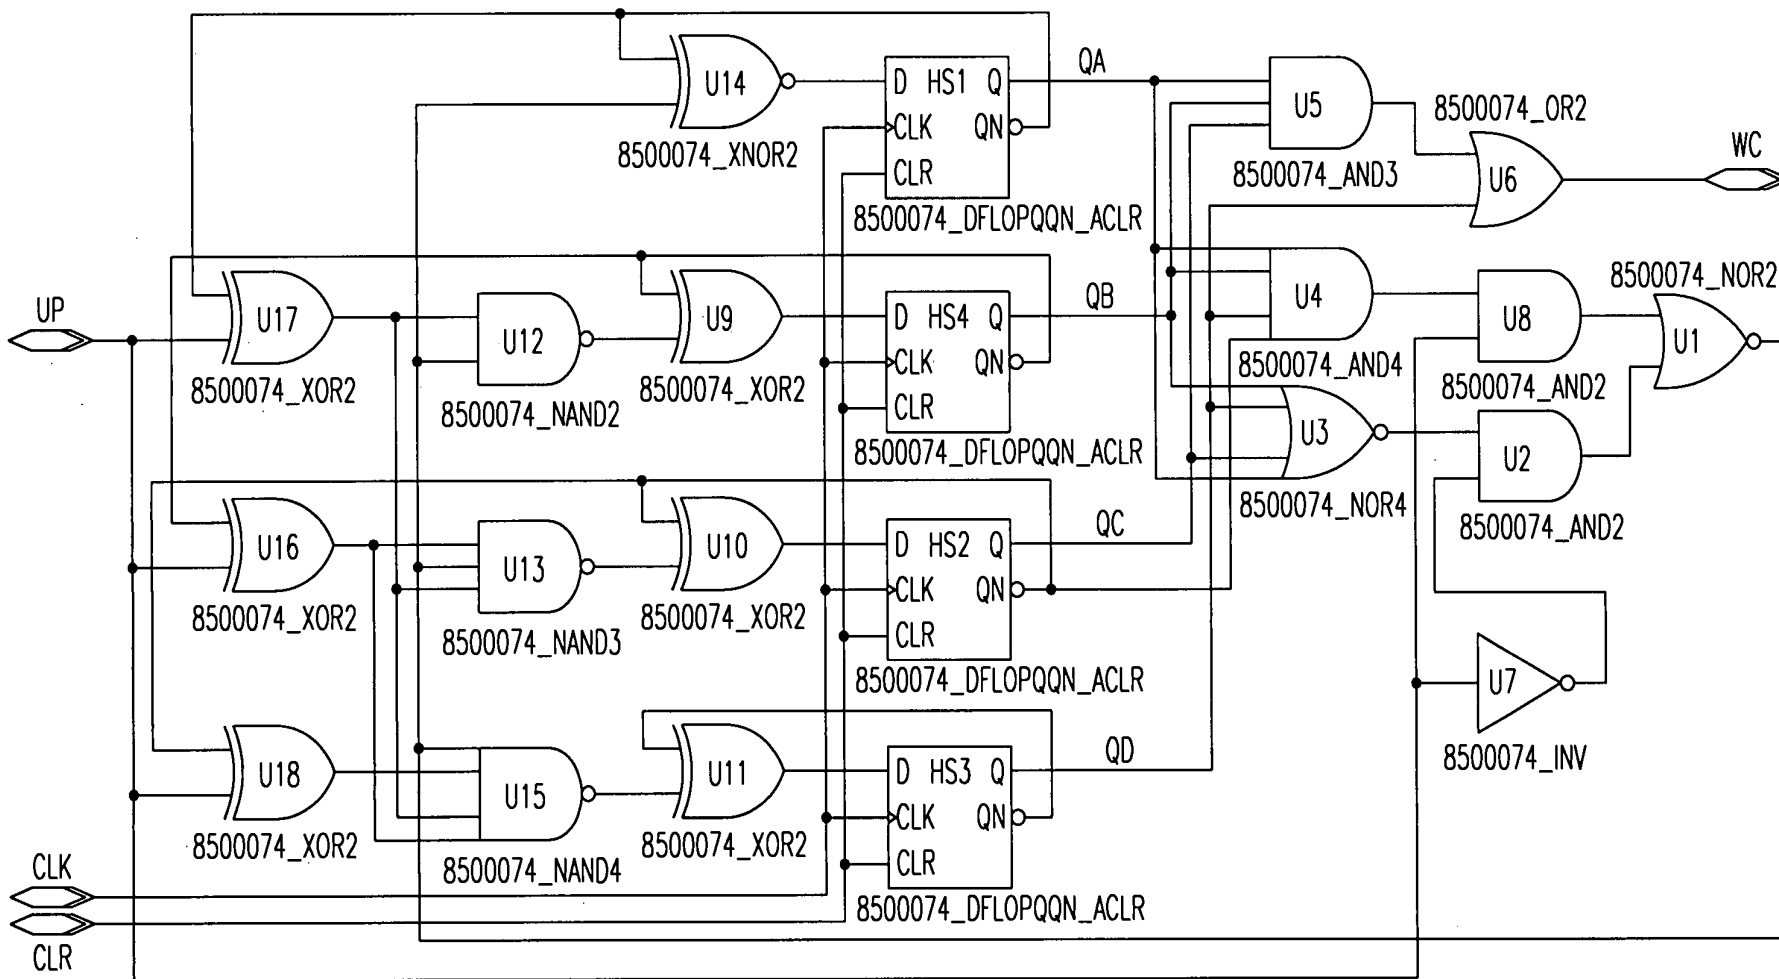 U14
8500074_XNOR2
D HS1 Q
CLK QN
CLR
8500074_DFLOPQQN_ACLR
QA
U5
8500074_AND3
8500074_OR2
U6
WC
UP
U17
8500074_XOR2
U12
8500074_NAND2
U9
8500074_XOR2
D HS4 Q
CLK QN
CLR
8500074_DFLOPQQN_ACLR
QB
U4
8500074_AND4
U8
8500074_AND2
8500074_NOR2
U1
U3
8500074_NOR4
U2
8500074_AND2
U16
8500074_XOR2
U13
8500074_NAND3
U10
8500074_XOR2
D HS2 Q
CLK QN
CLR
8500074_DFLOPQQN_ACLR
QC
U7
8500074_INV
U18
8500074_XOR2
U15
8500074_NAND4
U11
8500074_XOR2
D HS3 Q
CLK QN
CLR
8500074_DFLOPQQN_ACLR
QD
CLK
CLR